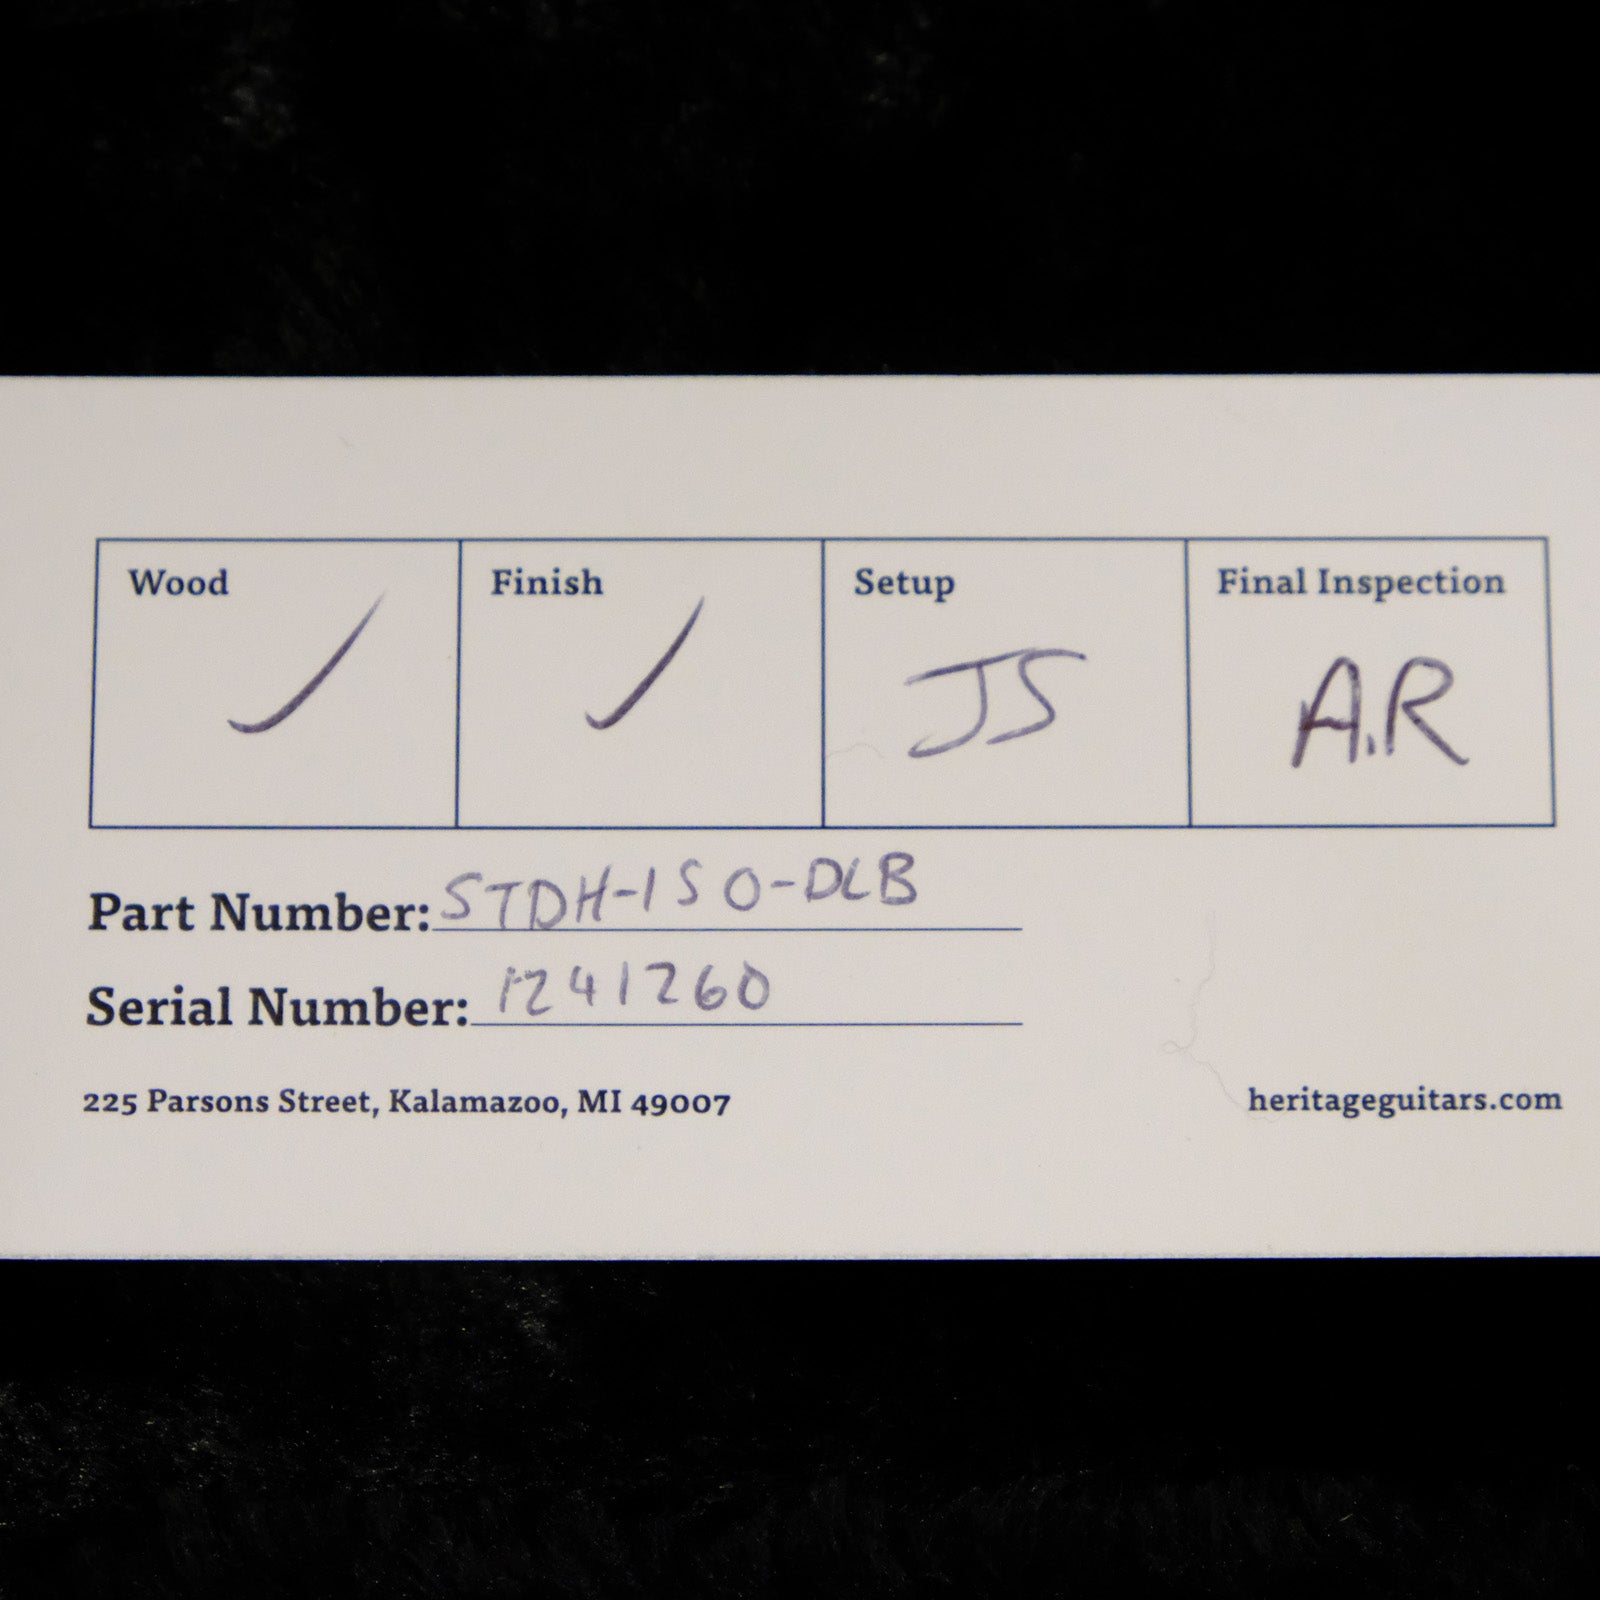 Wood Finish Setup Final Inspection
✓ ✓ JS A.R
Part Number: STDH-150-DLB
Serial Number: 1241260
225 Parsons Street, Kalamazoo, MI 49007 heritageguitars.com